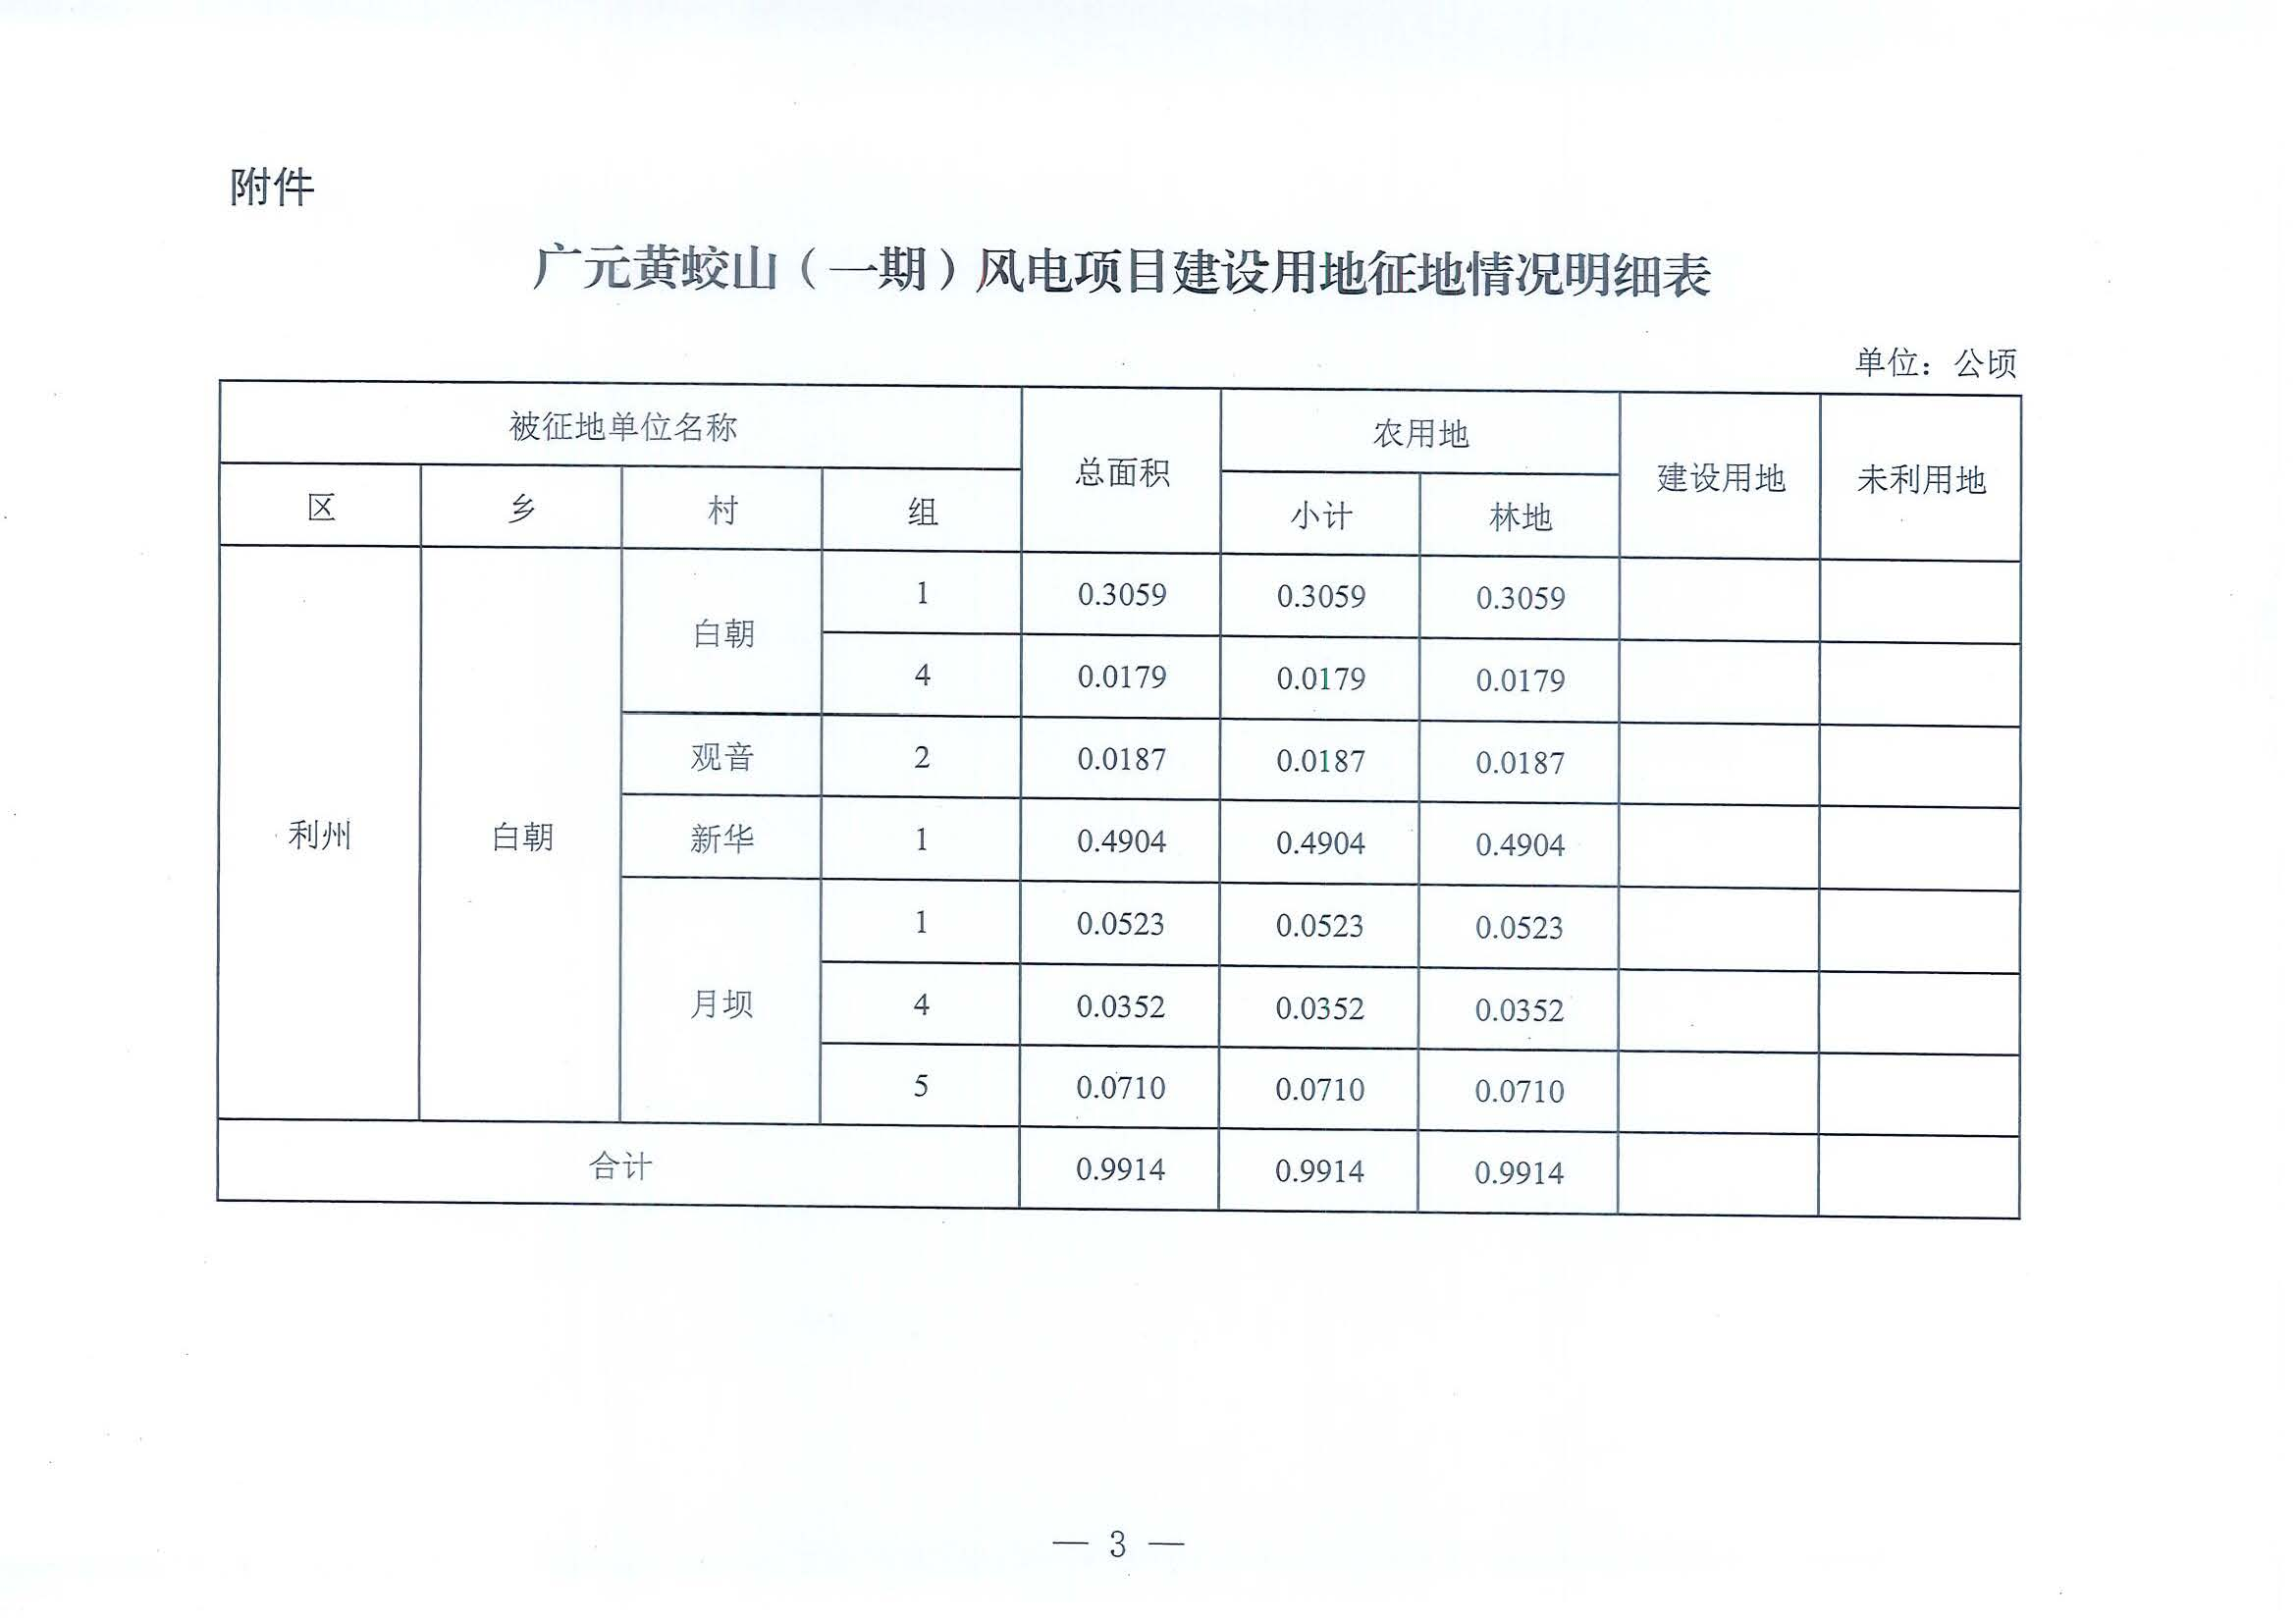 附件
广元黄蛟山（一期）风电项目建设用地征地情况明细表
单位：公顷
被征地单位名称 总面积 农用地 建设用地 未利用地
区 乡 村 组 小计 林地
利州 白朝 白朝 1 0.3059 0.3059 0.3059
4 0.0179 0.0179 0.0179
观音 2 0.0187 0.0187 0.0187
新华 1 0.4904 0.4904 0.4904
月坝 1 0.0523 0.0523 0.0523
4 0.0352 0.0352 0.0352
5 0.0710 0.0710 0.0710
合计 0.9914 0.9914 0.9914
— 3 —